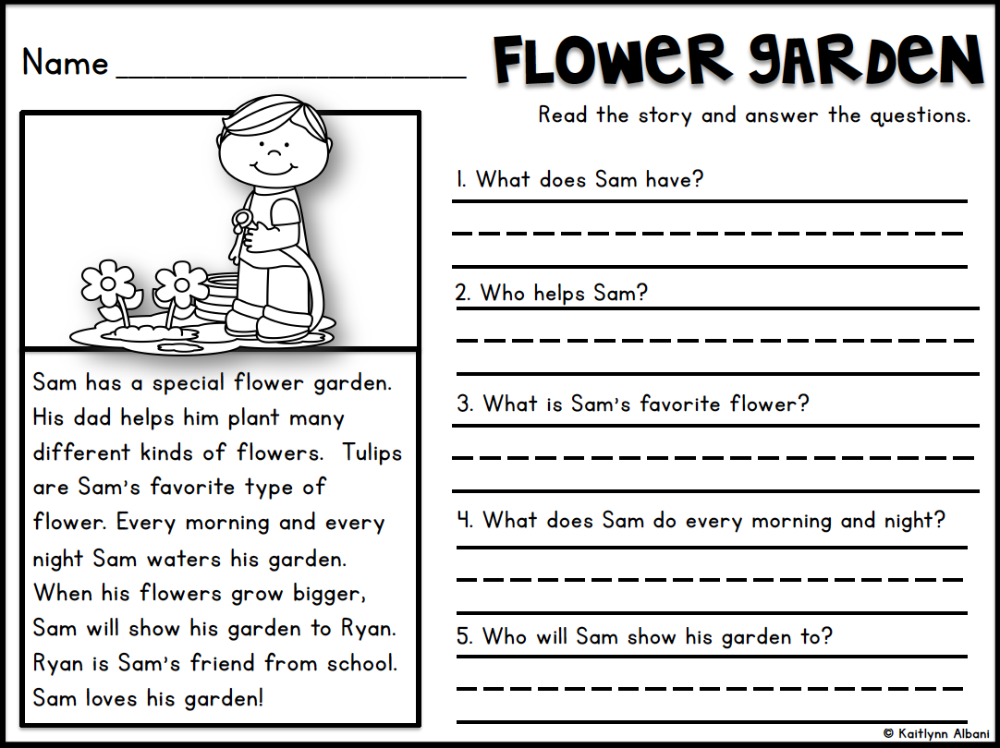 Name
FLOWER GARDEN
Read the story and answer the questions.
Sam has a special flower garden.
His dad helps him plant many
different kinds of flowers.  Tulips
are Sam's favorite type of
flower. Every morning and every
night Sam waters his garden.
When his flowers grow bigger,
Sam will show his garden to Ryan.
Ryan is Sam's friend from school.
Sam loves his garden!
1. What does Sam have?
2. Who helps Sam?
3. What is Sam's favorite flower?
4. What does Sam do every morning and night?
5. Who will Sam show his garden to?
© Kaitlynn Albani